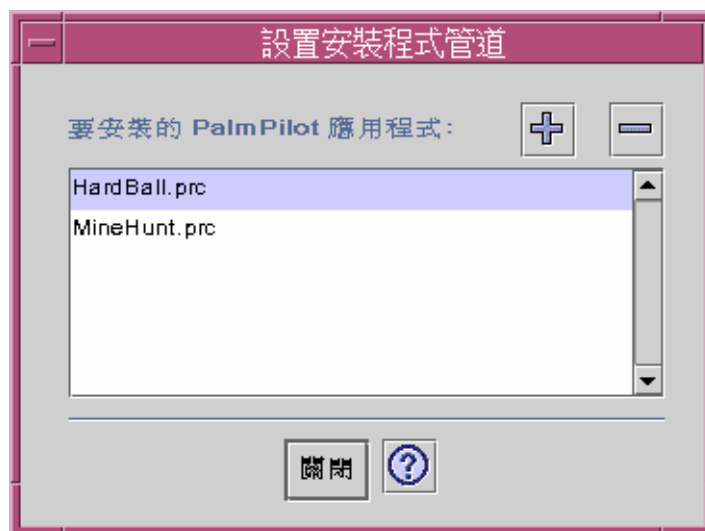 設置安裝程式管道
要安裝的 PalmPilot 應用程式:
HardBall.prc
MineHunt.prc
關閉
?